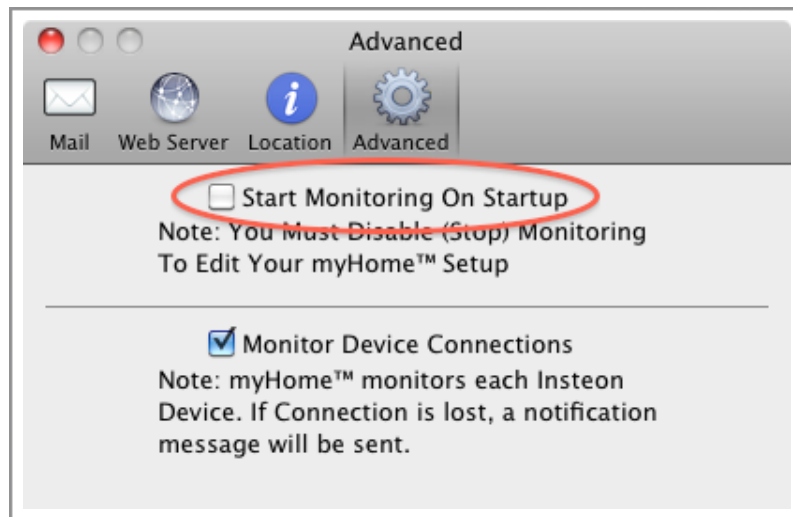 Advanced
Mail Web Server Location Advanced
Start Monitoring On Startup
Note: You Must Disable (Stop) Monitoring
To Edit Your myHome™ Setup
Monitor Device Connections
Note: myHome™ monitors each Insteon
Device. If Connection is lost, a notification
message will be sent.